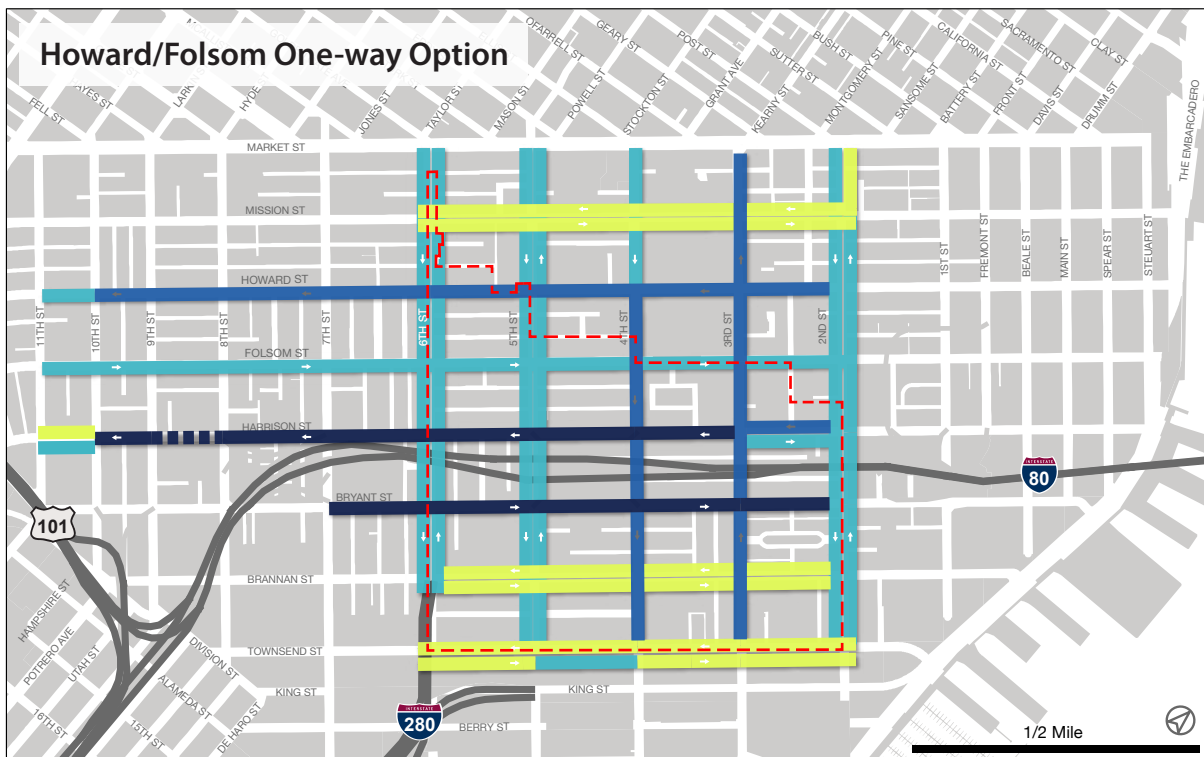 Howard/Folsom One-way Option
OFARRELL ST
GEARY ST
POST ST
SUTTER ST
BUSH ST
PINE ST
CALIFORNIA ST
SACRAMENTO ST
CLAY ST
FELL ST
HAYES ST
HYDE ST
JONES ST
TAYLOR ST
MASON ST
POWELL ST
STOCKTON ST
GRANT AVE
KEARNY ST
MONTGOMERY ST
SANSOME ST
BATTERY ST
FRONT ST
DAVIS ST
DRUMM ST
THE EMBARCADERO
MARKET ST
MISSION ST
HOWARD ST
11TH ST
10TH ST
9TH ST
8TH ST
7TH ST
6TH ST
5TH ST
4TH ST
3RD ST
2ND ST
1ST ST
FREMONT ST
BEALE ST
MAIN ST
SPEAR ST
STEUART ST
FOLSOM ST
HARRISON ST
INTERSTATE
80
BRYANT ST
101
BRANNAN ST
HAMPSHIRE ST
POTRERO AVE
UTAH ST
DIVISION ST
ALAMEDA ST
DE HARO ST
16TH ST
15TH ST
TOWNSEND ST
KING ST
KING ST
INTERSTATE
280
BERRY ST
1/2 Mile